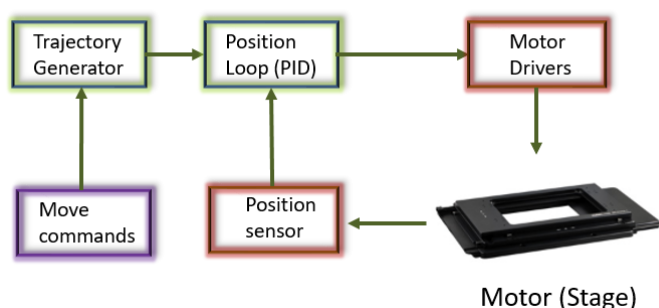 Trajectory
Generator
Position
Loop (PID)
Motor
Drivers
Move
commands
Position
sensor
Motor (Stage)